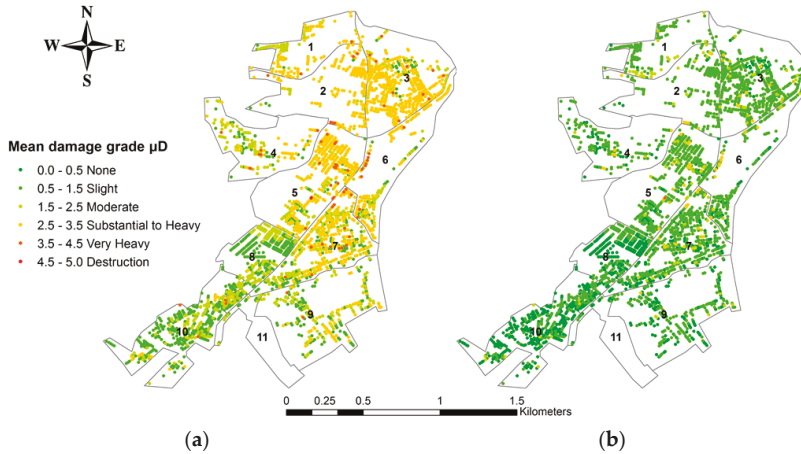 N
W E
S
Mean damage grade μD
0.0 - 0.5 None
0.5 - 1.5 Slight
1.5 - 2.5 Moderate
2.5 - 3.5 Substantial to Heavy
3.5 - 4.5 Very Heavy
4.5 - 5.0 Destruction
1
2
3
4
5
6
7
8
9
10
11
1
2
3
4
5
6
7
8
9
10
11
0 0.25 0.5 1 1.5
Kilometers
(a) (b)